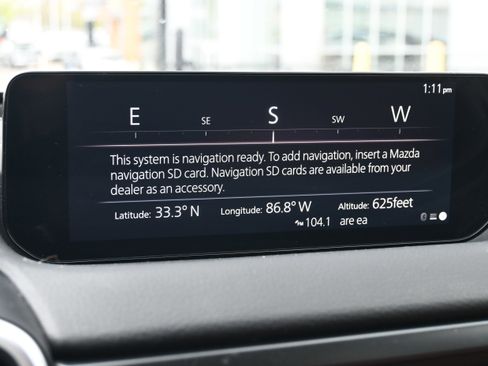 1:11pm
E SE S SW W
This system is navigation ready. To add navigation, insert a Mazda
navigation SD card. Navigation SD cards are available from your
dealer as an accessory.
Latitude: 33.3° N Longitude: 86.8° W Altitude: 625feet
104.1 are ea